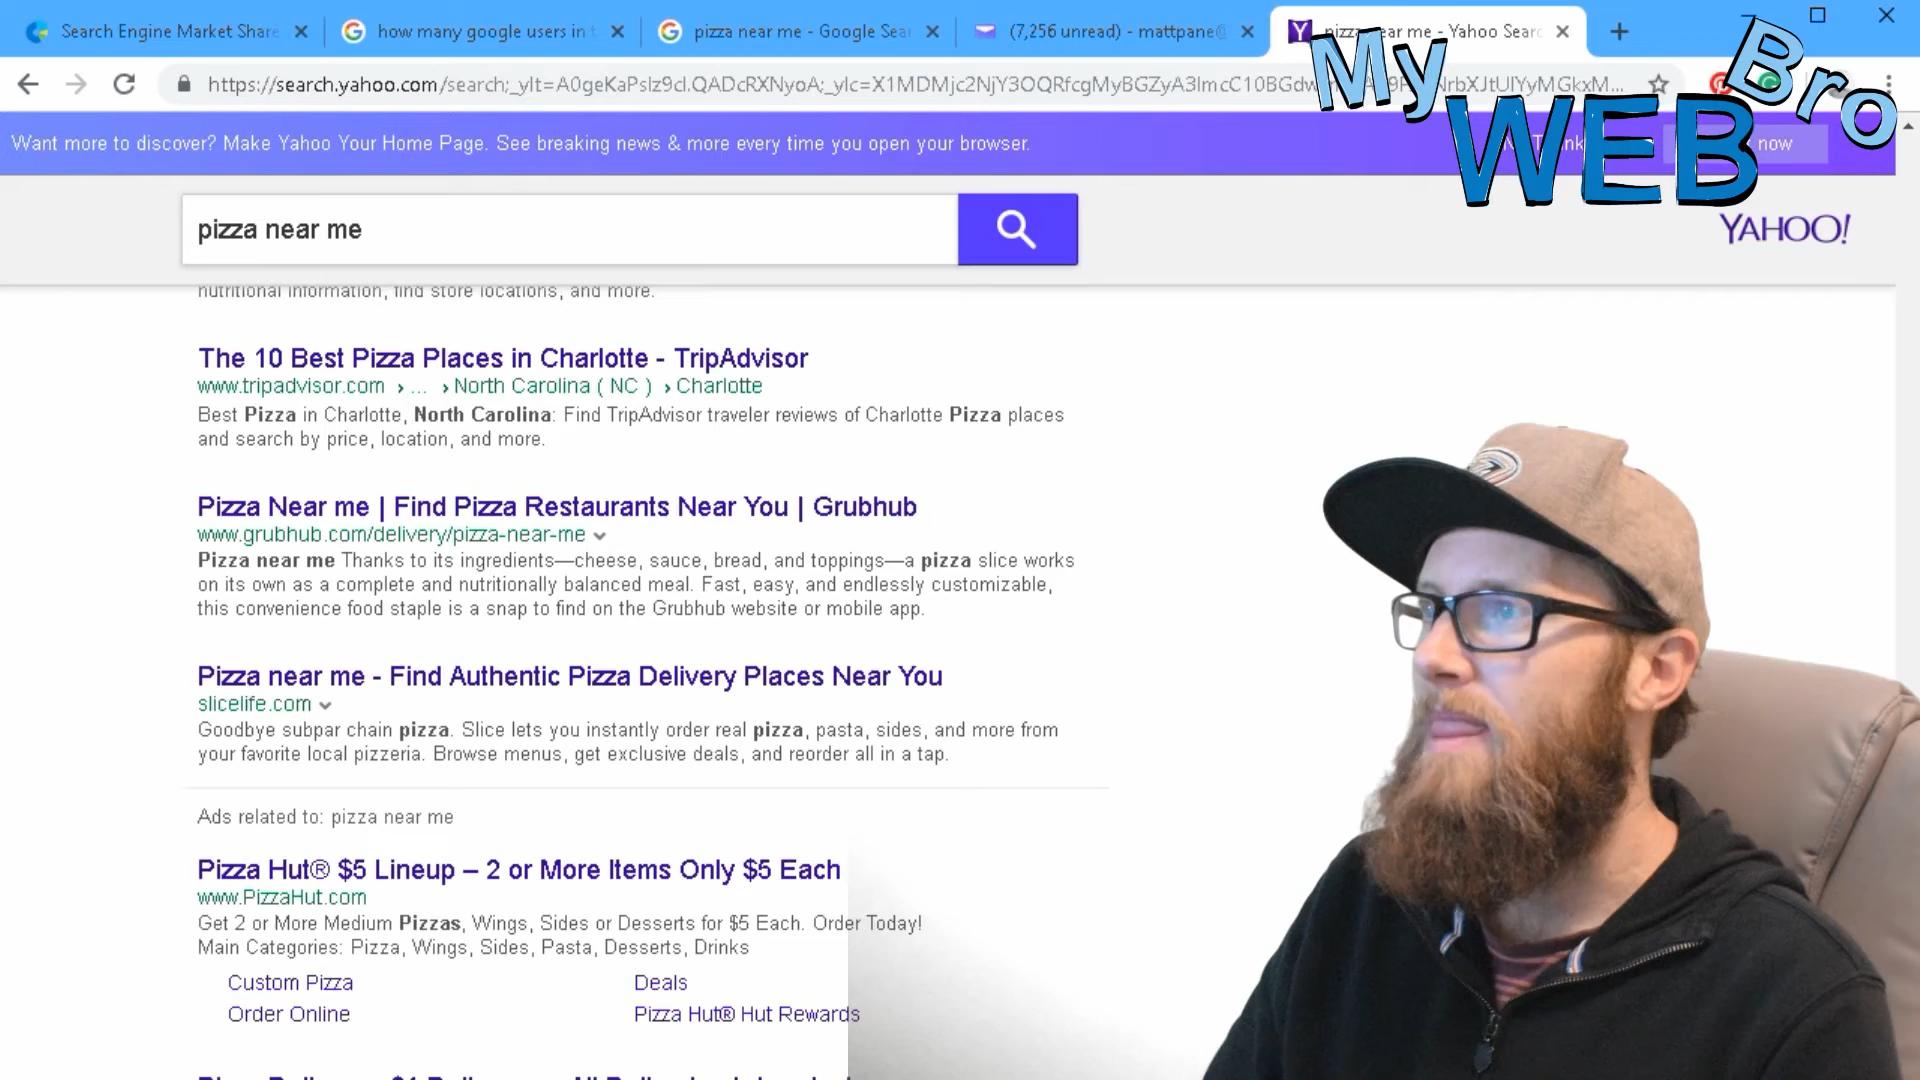 Search Engine Market Share
how many google users in t
pizza near me - Google Sear
(7,256 unread) - mattpane@
pizza near me - Yahoo Searc
My
WEB
Bro
Want more to discover? Make Yahoo Your Home Page. See breaking news & more every time you open your browser.
now
pizza near me
YAHOO!
nutritional information, find store locations, and more.
The 10 Best Pizza Places in Charlotte - TripAdvisor
www.tripadvisor.com › ... › North Carolina ( NC ) › Charlotte
Best Pizza in Charlotte, North Carolina: Find TripAdvisor traveler reviews of Charlotte Pizza places
and search by price, location, and more.
Pizza Near me | Find Pizza Restaurants Near You | Grubhub
www.grubhub.com/delivery/pizza-near-me
Pizza near me Thanks to its ingredients—cheese, sauce, bread, and toppings—a pizza slice works
on its own as a complete and nutritionally balanced meal. Fast, easy, and endlessly customizable,
this convenience food staple is a snap to find on the Grubhub website or mobile app.
Pizza near me - Find Authentic Pizza Delivery Places Near You
slicelife.com
Goodbye subpar chain pizza. Slice lets you instantly order real pizza, pasta, sides, and more from
your favorite local pizzeria. Browse menus, get exclusive deals, and reorder all in a tap.
Ads related to: pizza near me
Pizza Hut® $5 Lineup – 2 or More Items Only $5 Each
www.PizzaHut.com
Get 2 or More Medium Pizzas, Wings, Sides or Desserts for $5 Each. Order Today!
Main Categories: Pizza, Wings, Sides, Pasta, Desserts, Drinks
Custom Pizza
Deals
Order Online
Pizza Hut® Hut Rewards